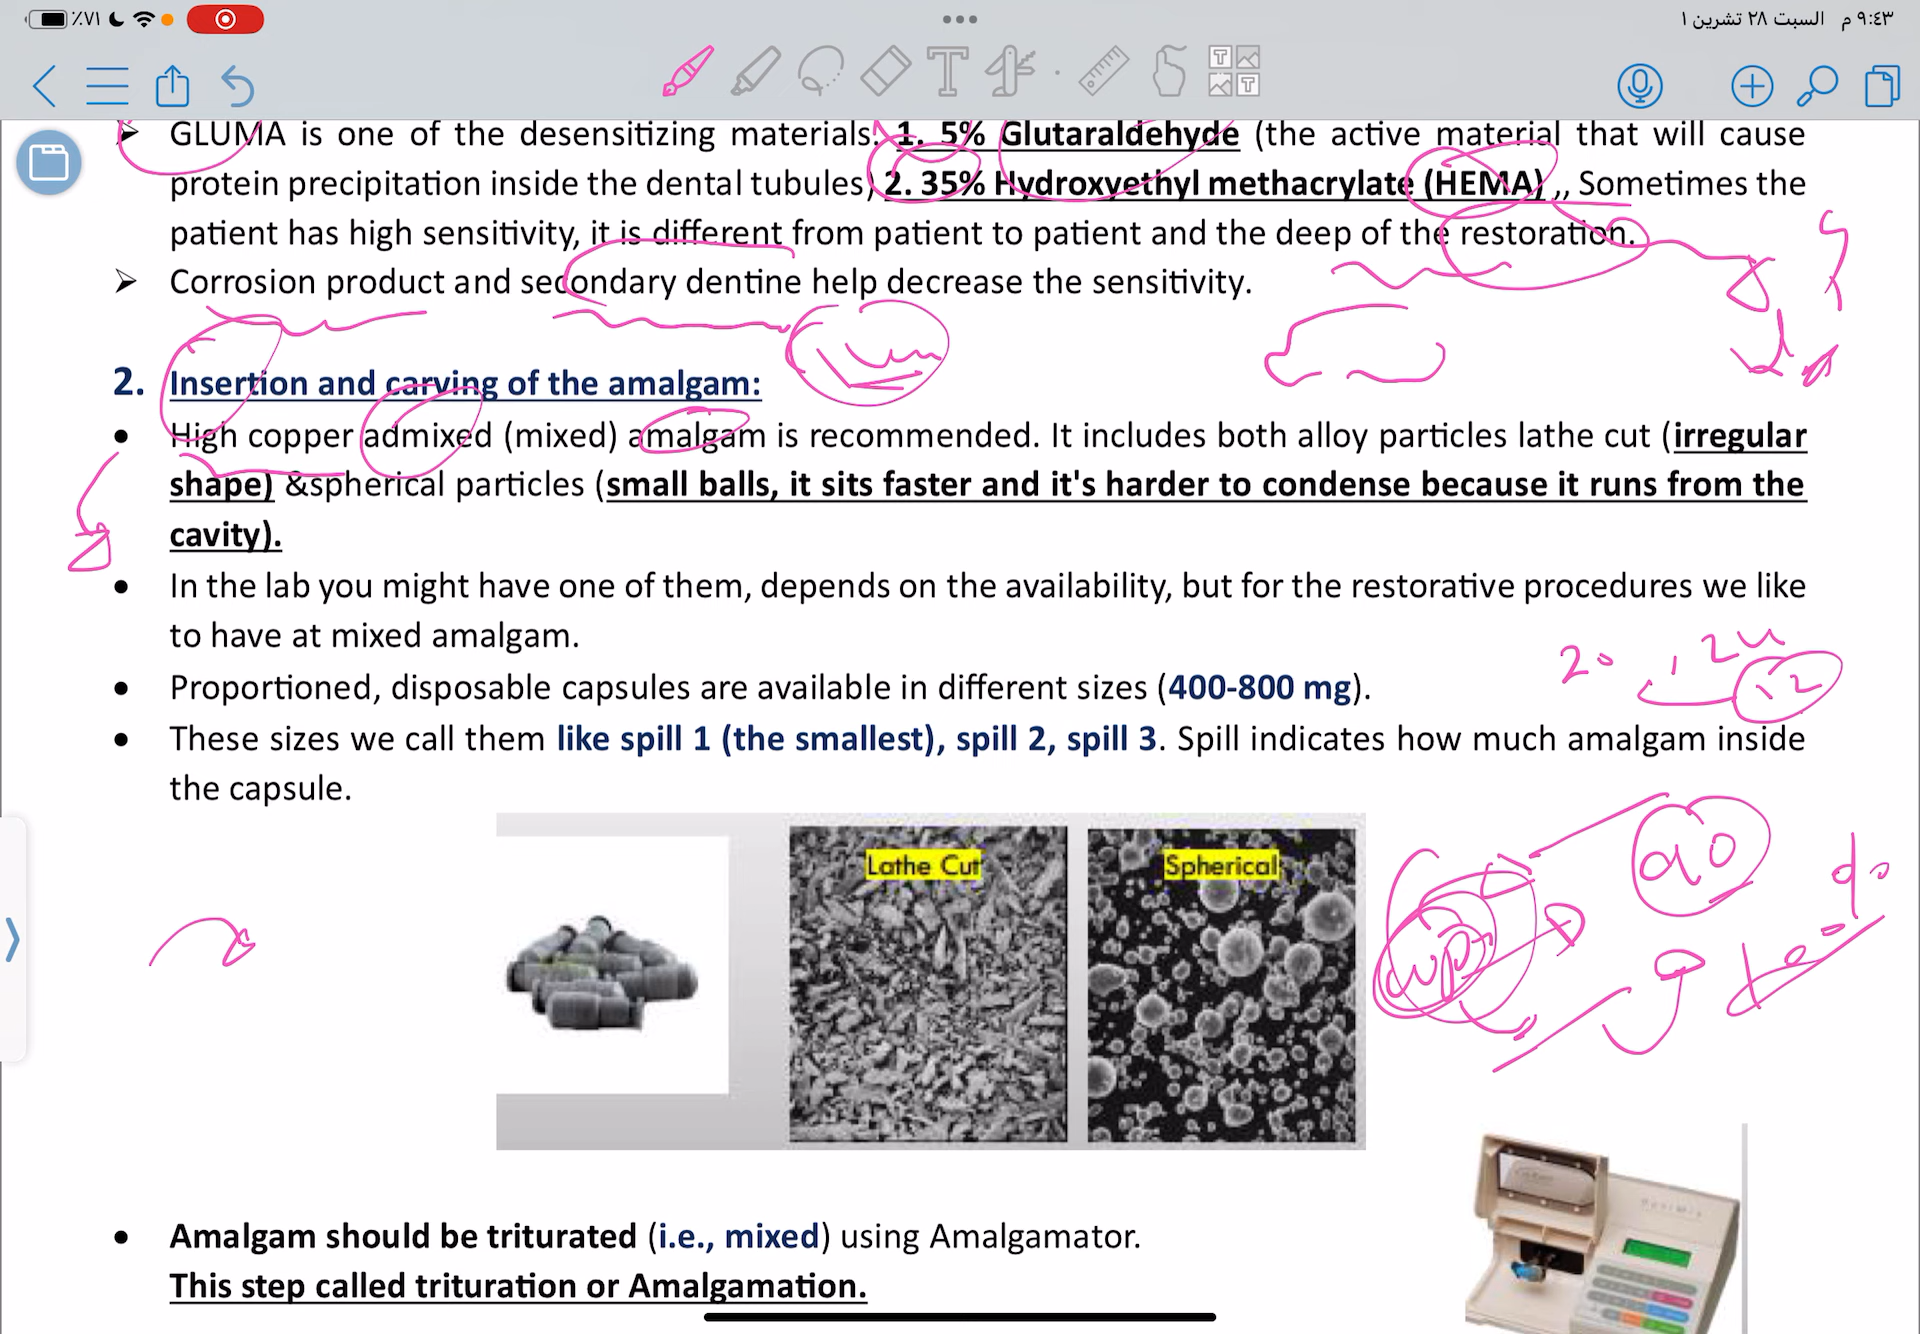 ٪٧١
٩:٤٣ م السبت ٢٨ تشرين ١
GLUMA is one of the desensitizing materials: 1. 5% Glutaraldehyde (the active material that will cause
protein precipitation inside the dental tubules) 2. 35% Hydroxyethyl methacrylate (HEMA) ,, Sometimes the
patient has high sensitivity, it is different from patient to patient and the deep of the restoration.
Corrosion product and secondary dentine help decrease the sensitivity.
2. Insertion and carving of the amalgam:
High copper admixed (mixed) amalgam is recommended. It includes both alloy particles lathe cut (irregular
shape) &spherical particles (small balls, it sits faster and it's harder to condense because it runs from the
cavity).
In the lab you might have one of them, depends on the availability, but for the restorative procedures we like
to have at mixed amalgam.
20 , 24
12
Proportioned, disposable capsules are available in different sizes (400-800 mg).
These sizes we call them like spill 1 (the smallest), spill 2, spill 3. Spill indicates how much amalgam inside
the capsule.
Lathe Cut
Spherical
Amalgam should be triturated (i.e., mixed) using Amalgamator.
This step called trituration or Amalgamation.